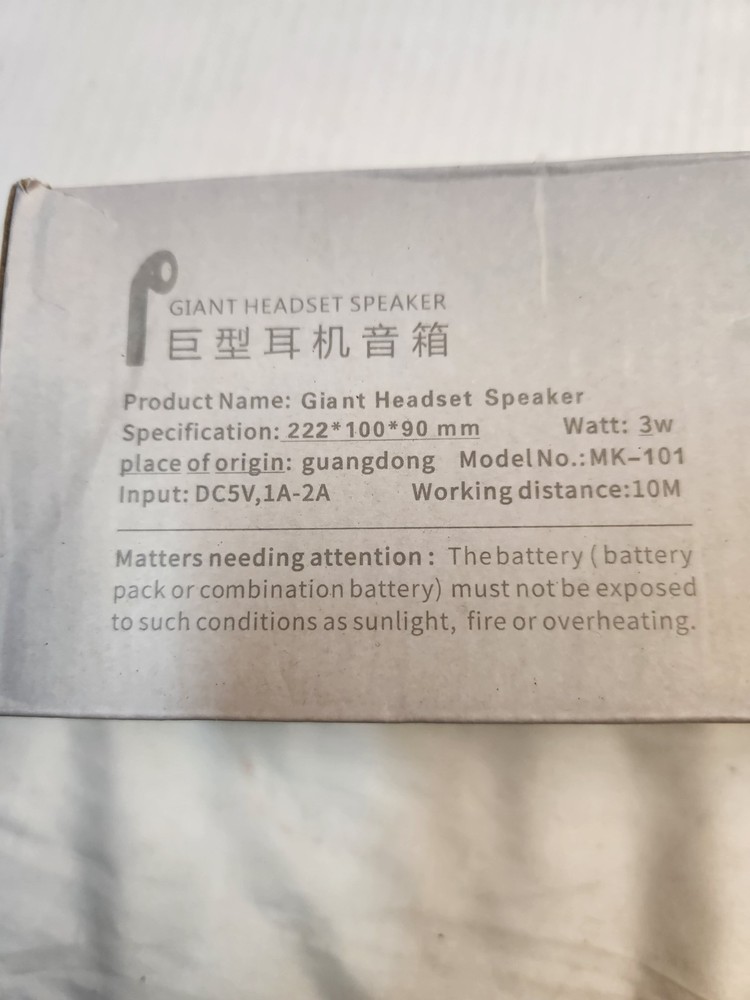 GIANT HEADSET SPEAKER
巨型耳机音箱
Product Name: Giant Headset Speaker
Specification: 222*100*90 mm Watt: 3w
place of origin: guangdong Model No.: MK-101
Input: DC5V,1A-2A Working distance:10M
Matters needing attention: The battery (battery
pack or combination battery) must not be exposed
to such conditions as sunlight, fire or overheating.